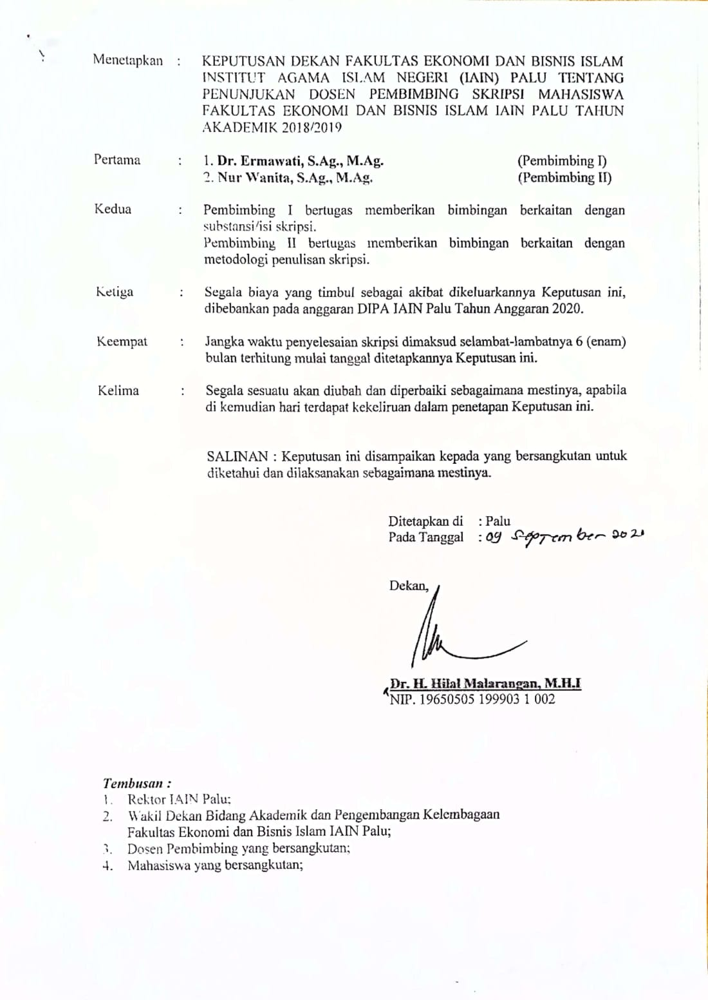 Menetapkan : KEPUTUSAN DEKAN FAKULTAS EKONOMI DAN BISNIS ISLAM
INSTITUT AGAMA ISLAM NEGERI (IAIN) PALU TENTANG
PENUNJUKAN DOSEN PEMBIMBING SKRIPSI MAHASISWA
FAKULTAS EKONOMI DAN BISNIS ISLAM IAIN PALU TAHUN
AKADEMIK 2018/2019
Pertama : 1. Dr. Ermawati, S.Ag., M.Ag. (Pembimbing I)
2. Nur Wanita, S.Ag., M.Ag. (Pembimbing II)
Kedua : Pembimbing I bertugas memberikan bimbingan berkaitan dengan
substansi/isi skripsi.
Pembimbing II bertugas memberikan bimbingan berkaitan dengan
metodologi penulisan skripsi.
Ketiga : Segala biaya yang timbul sebagai akibat dikeluarkannya Keputusan ini,
dibebankan pada anggaran DIPA IAIN Palu Tahun Anggaran 2020.
Keempat : Jangka waktu penyelesaian skripsi dimaksud selambat-lambatnya 6 (enam)
bulan terhitung mulai tanggal ditetapkannya Keputusan ini.
Kelima : Segala sesuatu akan diubah dan diperbaiki sebagaimana mestinya, apabila
di kemudian hari terdapat kekeliruan dalam penetapan Keputusan ini.
SALINAN : Keputusan ini disampaikan kepada yang bersangkutan untuk
diketahui dan dilaksanakan sebagaimana mestinya.
Ditetapkan di : Palu
Pada Tanggal : 09 September
Dekan,
Dr. H. Hilal Malarangan, M.H.I
NIP. 19650505 199903 1 002
Tembusan :
1. Rektor IAIN Palu;
2. Wakil Dekan Bidang Akademik dan Pengembangan Kelembagaan
Fakultas Ekonomi dan Bisnis Islam IAIN Palu;
3. Dosen Pembimbing yang bersangkutan;
4. Mahasiswa yang bersangkutan;